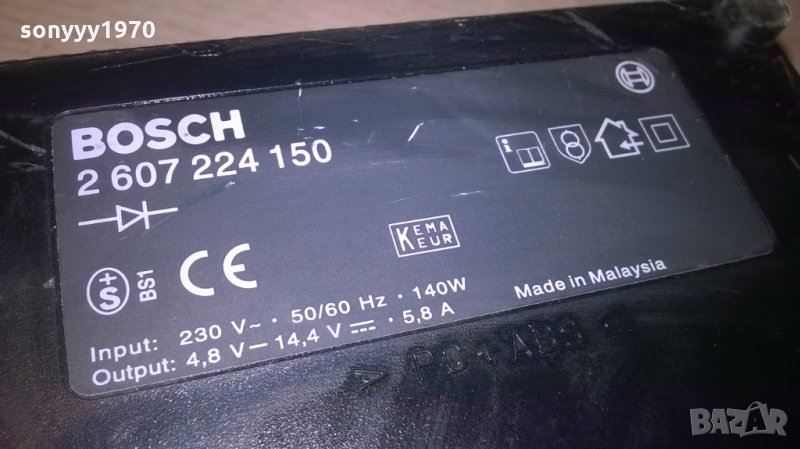 sonyyy1970
BOSCH
2 607 224 150
i
KEMA
EUR
+
S
BS1
CE
Made in Malaysia
Input: 230 V~ · 50/60 Hz · 140W
Output: 4,8 V — 14,4 V ⎓ · 5,8 A
> PC+ABS
BAZAR